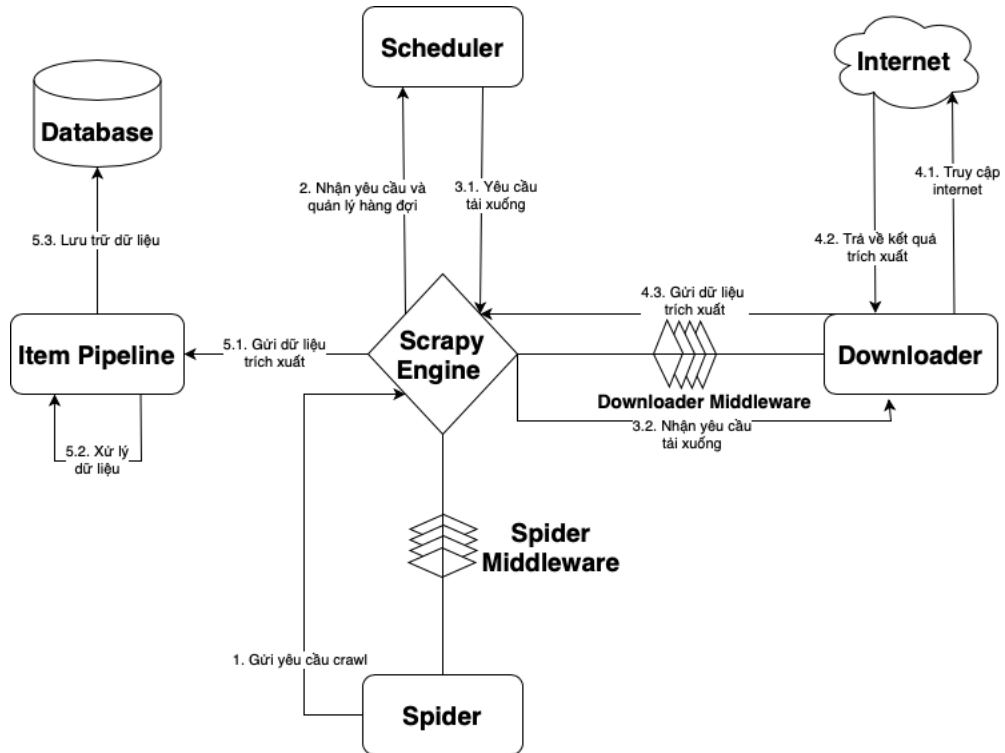 Scheduler
Internet
Database
2. Nhận yêu cầu và
quản lý hàng đợi
3.1. Yêu cầu
tải xuống
4.1. Truy cập
internet
5.3. Lưu trữ dữ liệu
4.2. Trả về kết quả
trích xuất
4.3. Gửi dữ liệu
trích xuất
Item Pipeline
5.1. Gửi dữ liệu
trích xuất
Scrapy
Engine
Downloader
Downloader Middleware
3.2. Nhận yêu cầu
tải xuống
5.2. Xử lý
dữ liệu
Spider
Middleware
1. Gửi yêu cầu crawl
Spider